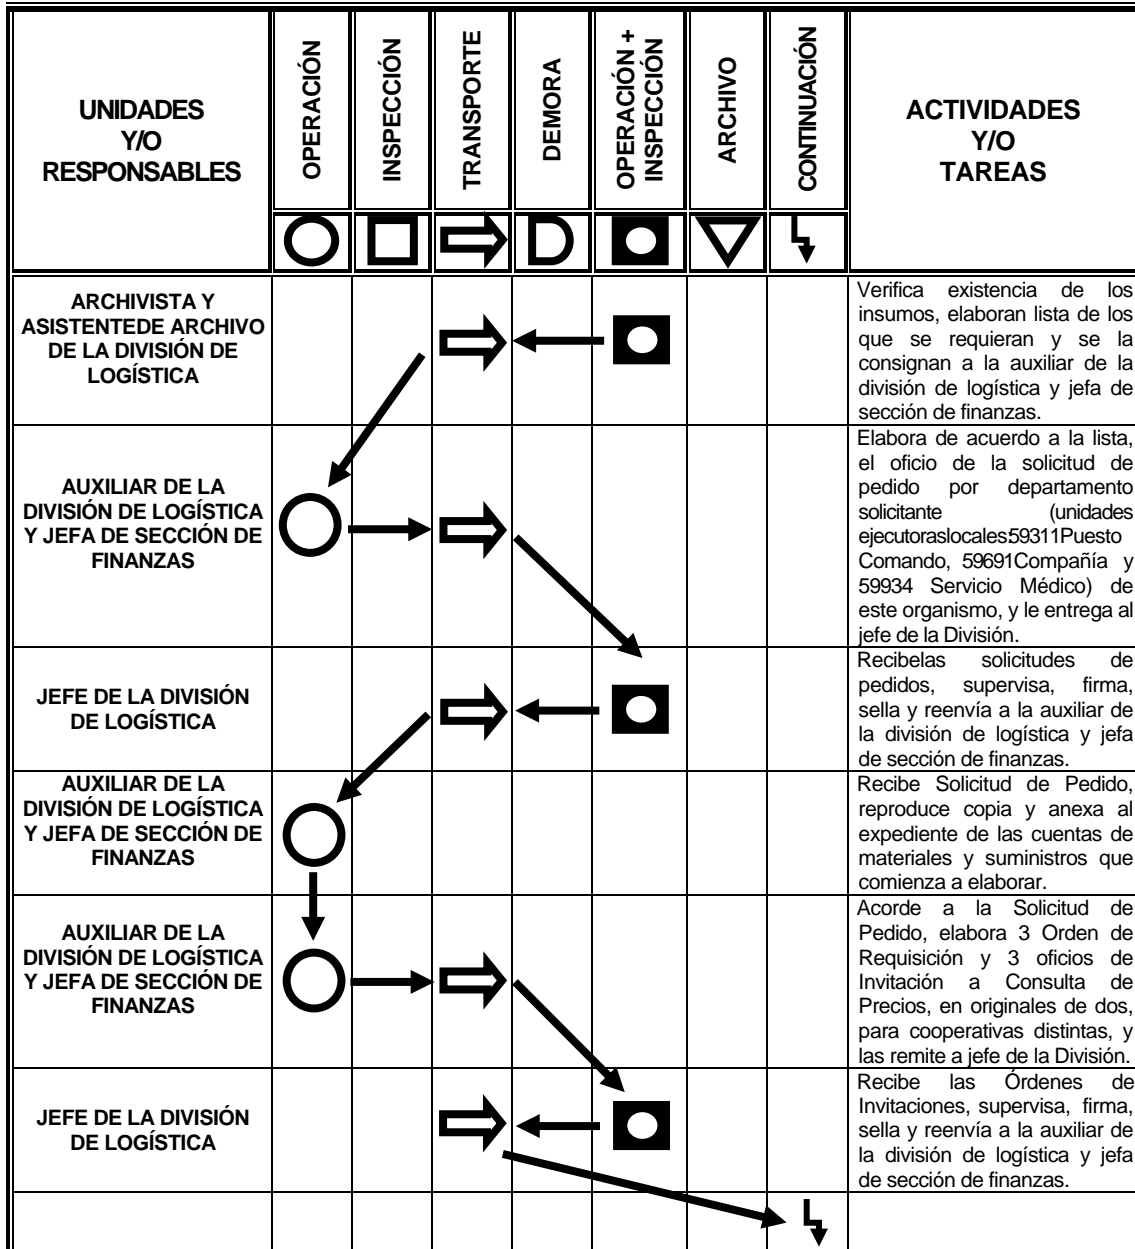 UNIDADES
Y/O
RESPONSABLES
OPERACIÓN
INSPECCIÓN
TRANSPORTE
DEMORA
OPERACIÓN +
INSPECCIÓN
ARCHIVO
CONTINUACIÓN
ACTIVIDADES
Y/O
TAREAS
ARCHIVISTA Y
ASISTENTEDE ARCHIVO
DE LA DIVISIÓN DE
LOGÍSTICA
Verifica existencia de los
insumos, elaboran lista de los
que se requieran y se la
consignan a la auxiliar de la
división de logística y jefa de
sección de finanzas.
AUXILIAR DE LA
DIVISIÓN DE LOGÍSTICA
Y JEFA DE SECCIÓN DE
FINANZAS
Elabora de acuerdo a la lista,
el oficio de la solicitud de
pedido por departamento
solicitante (unidades
ejecutoraslocales:59311Puesto
Comando, 59691Compañía y
59934 Servicio Médico) de
este organismo, y le entrega al
jefe de la División.
JEFE DE LA DIVISIÓN
DE LOGÍSTICA
Recibelas solicitudes de
pedidos, supervisa, firma,
sella y reenvía a la auxiliar de
la división de logística y jefa
de sección de finanzas.
AUXILIAR DE LA
DIVISIÓN DE LOGÍSTICA
Y JEFA DE SECCIÓN DE
FINANZAS
Recibe Solicitud de Pedido,
reproduce copia y anexa al
expediente de las cuentas de
materiales y suministros que
comienza a elaborar.
AUXILIAR DE LA
DIVISIÓN DE LOGÍSTICA
Y JEFA DE SECCIÓN DE
FINANZAS
Acorde a la Solicitud de
Pedido, elabora 3 Orden de
Requisición y 3 oficios de
Invitación a Consulta de
Precios, en originales de dos,
para cooperativas distintas, y
las remite a jefe de la División.
JEFE DE LA DIVISIÓN
DE LOGÍSTICA
Recibe las Órdenes de
Invitaciones, supervisa, firma,
sella y reenvía a la auxiliar de
la división de logística y jefa
de sección de finanzas.